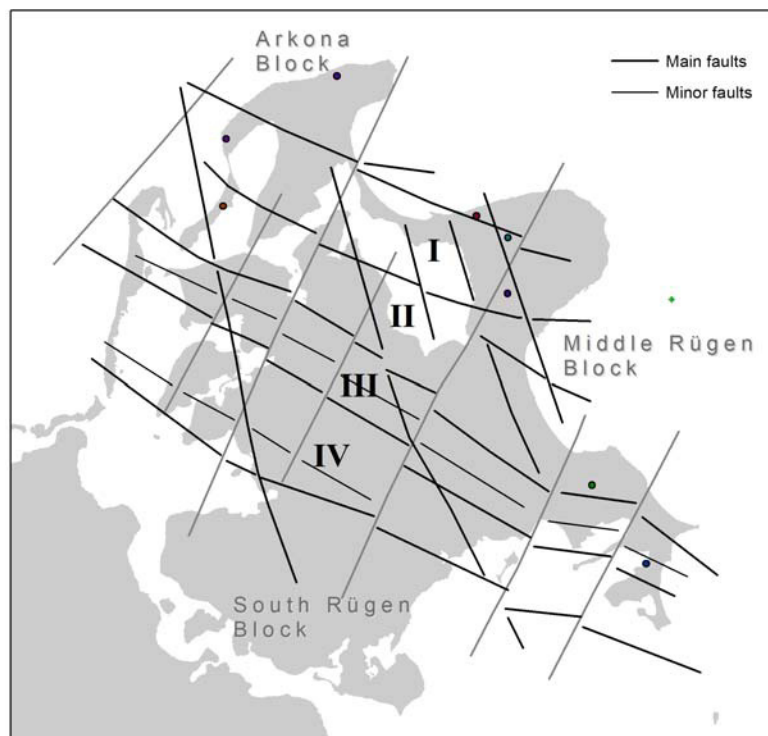 Arkona
Block
Main faults
Minor faults
I
II
Middle Rügen
Block
III
IV
South Rügen
Block